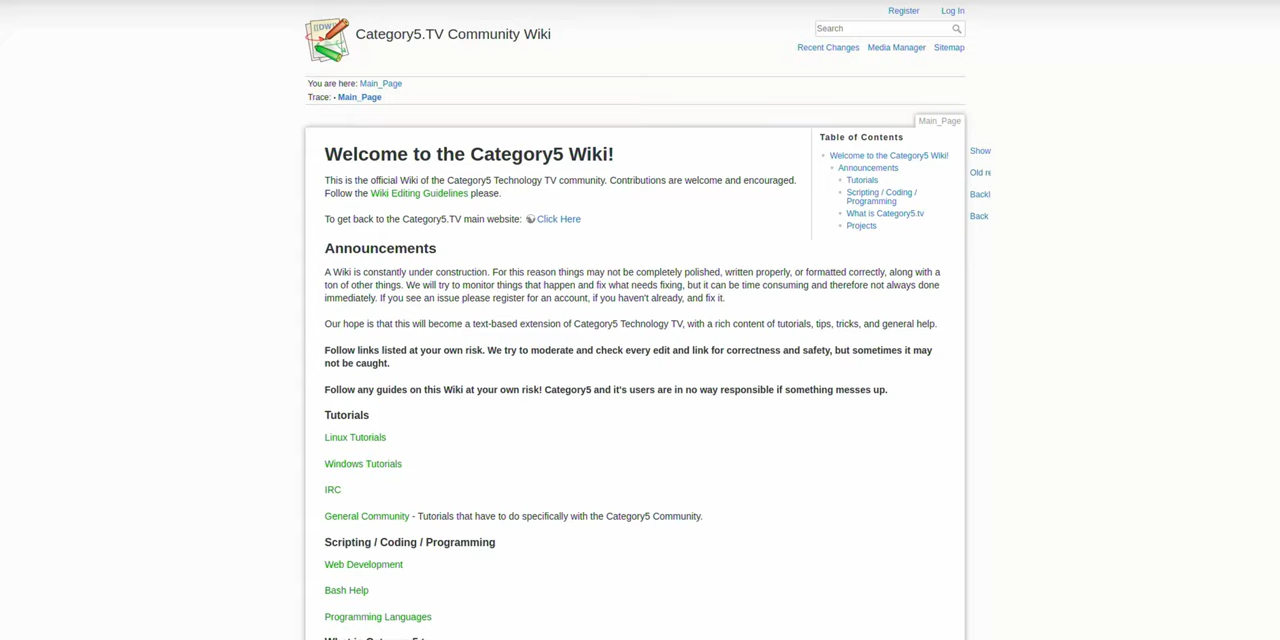 Register Log In
Category5.TV Community Wiki
Search
Recent Changes Media Manager Sitemap
You are here: Main_Page
Trace: • Main_Page
Main_Page
Table of Contents
Welcome to the Category5 Wiki!
Announcements
Tutorials
Scripting / Coding /
Programming
What is Category5.tv
Projects
Show
Old re
Backl
Back
Welcome to the Category5 Wiki!
This is the official Wiki of the Category5 Technology TV community. Contributions are welcome and encouraged.
Follow the Wiki Editing Guidelines please.
To get back to the Category5.TV main website: Click Here
Announcements
A Wiki is constantly under construction. For this reason things may not be completely polished, written properly, or formatted correctly, along with a
ton of other things. We will try to monitor things that happen and fix what needs fixing, but it can be time consuming and therefore not always done
immediately. If you see an issue please register for an account, if you haven't already, and fix it.
Our hope is that this will become a text-based extension of Category5 Technology TV, with a rich content of tutorials, tips, tricks, and general help.
Follow links listed at your own risk. We try to moderate and check every edit and link for correctness and safety, but sometimes it may
not be caught.
Follow any guides on this Wiki at your own risk! Category5 and it's users are in no way responsible if something messes up.
Tutorials
Linux Tutorials
Windows Tutorials
IRC
General Community - Tutorials that have to do specifically with the Category5 Community.
Scripting / Coding / Programming
Web Development
Bash Help
Programming Languages